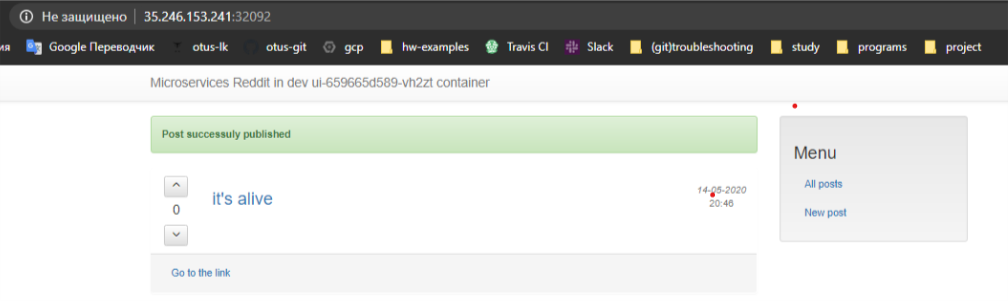 Не защищено | 35.246.153.241:32092
ия Google Переводчик otus-lk otus-git gcp hw-examples Travis CI Slack (git)troubleshooting study programs project
Microservices Reddit in dev ui-659665d589-vh2zt container
Post successuly published
0
it's alive
14-05-2020
20:46
Go to the link
Menu
All posts
New post